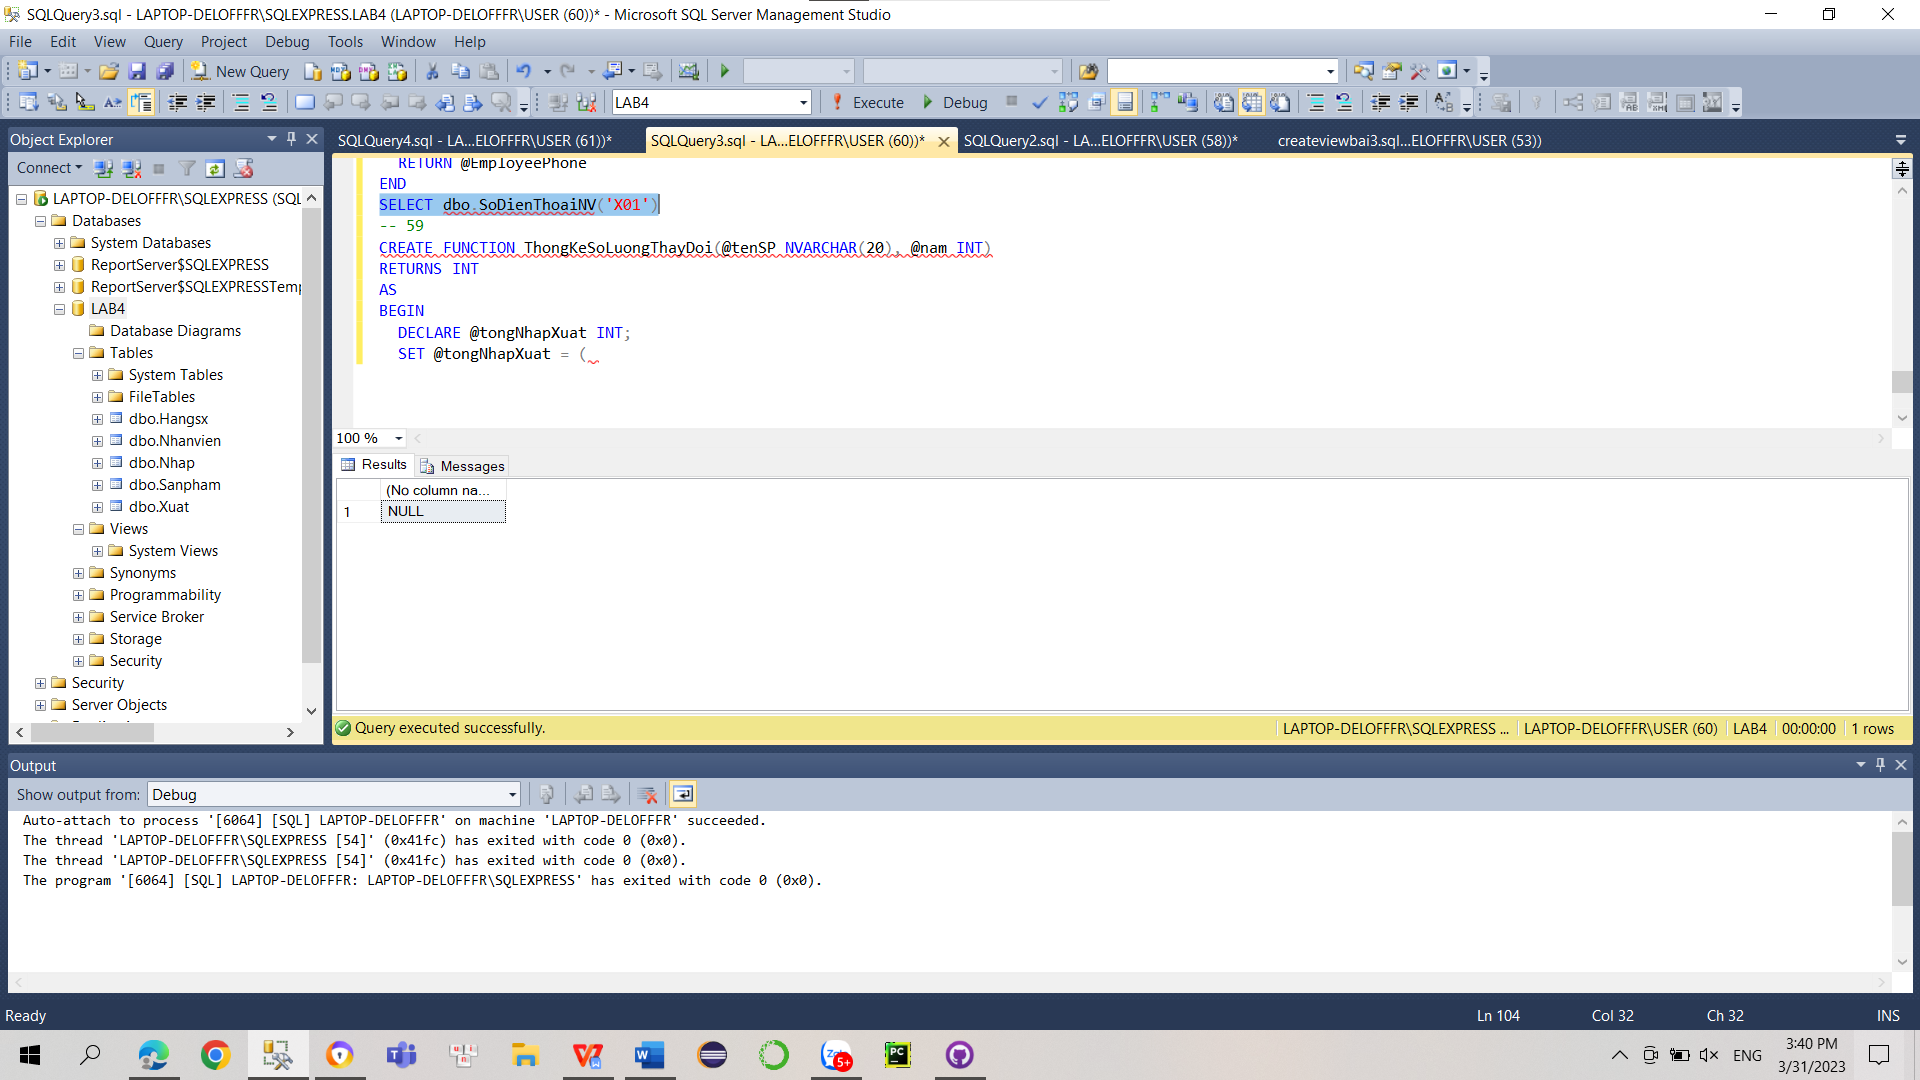 SQLQuery3.sql - LAPTOP-DELOFFFR\SQLEXPRESS.LAB4 (LAPTOP-DELOFFFR\USER (60))* - Microsoft SQL Server Management Studio
File Edit View Query Project Debug Tools Window Help
New Query
LAB4 Execute Debug
Object Explorer
Connect
LAPTOP-DELOFFFR\SQLEXPRESS (SQL
Databases
System Databases
ReportServer$SQLEXPRESS
ReportServer$SQLEXPRESSTemp
LAB4
Database Diagrams
Tables
System Tables
FileTables
dbo.Hangsx
dbo.Nhanvien
dbo.Nhap
dbo.Sanpham
dbo.Xuat
Views
System Views
Synonyms
Programmability
Service Broker
Storage
Security
Security
Server Objects
SQLQuery4.sql - LA...ELOFFFR\USER (61))* SQLQuery3.sql - LA...ELOFFFR\USER (60))* SQLQuery2.sql - LA...ELOFFFR\USER (58))* createviewbai3.sql...ELOFFFR\USER (53))
RETURN @EmployeePhone
END
SELECT dbo.SoDienThoaiNV('X01')
-- 59
CREATE FUNCTION ThongKeSoLuongThayDoi(@tenSP NVARCHAR(20), @nam INT)
RETURNS INT
AS
BEGIN
DECLARE @tongNhapXuat INT;
SET @tongNhapXuat = (
100 %
Results Messages
(No column na...
1 NULL
Query executed successfully. LAPTOP-DELOFFFR\SQLEXPRESS ... LAPTOP-DELOFFFR\USER (60) LAB4 00:00:00 1 rows
Output
Show output from: Debug
Auto-attach to process '[6064] [SQL] LAPTOP-DELOFFFR' on machine 'LAPTOP-DELOFFFR' succeeded.
The thread 'LAPTOP-DELOFFFR\SQLEXPRESS [54]' (0x41fc) has exited with code 0 (0x0).
The thread 'LAPTOP-DELOFFFR\SQLEXPRESS [54]' (0x41fc) has exited with code 0 (0x0).
The program '[6064] [SQL] LAPTOP-DELOFFFR: LAPTOP-DELOFFFR\SQLEXPRESS' has exited with code 0 (0x0).
Ready Ln 104 Col 32 Ch 32 INS
5+
PC
ENG
3:40 PM
3/31/2023